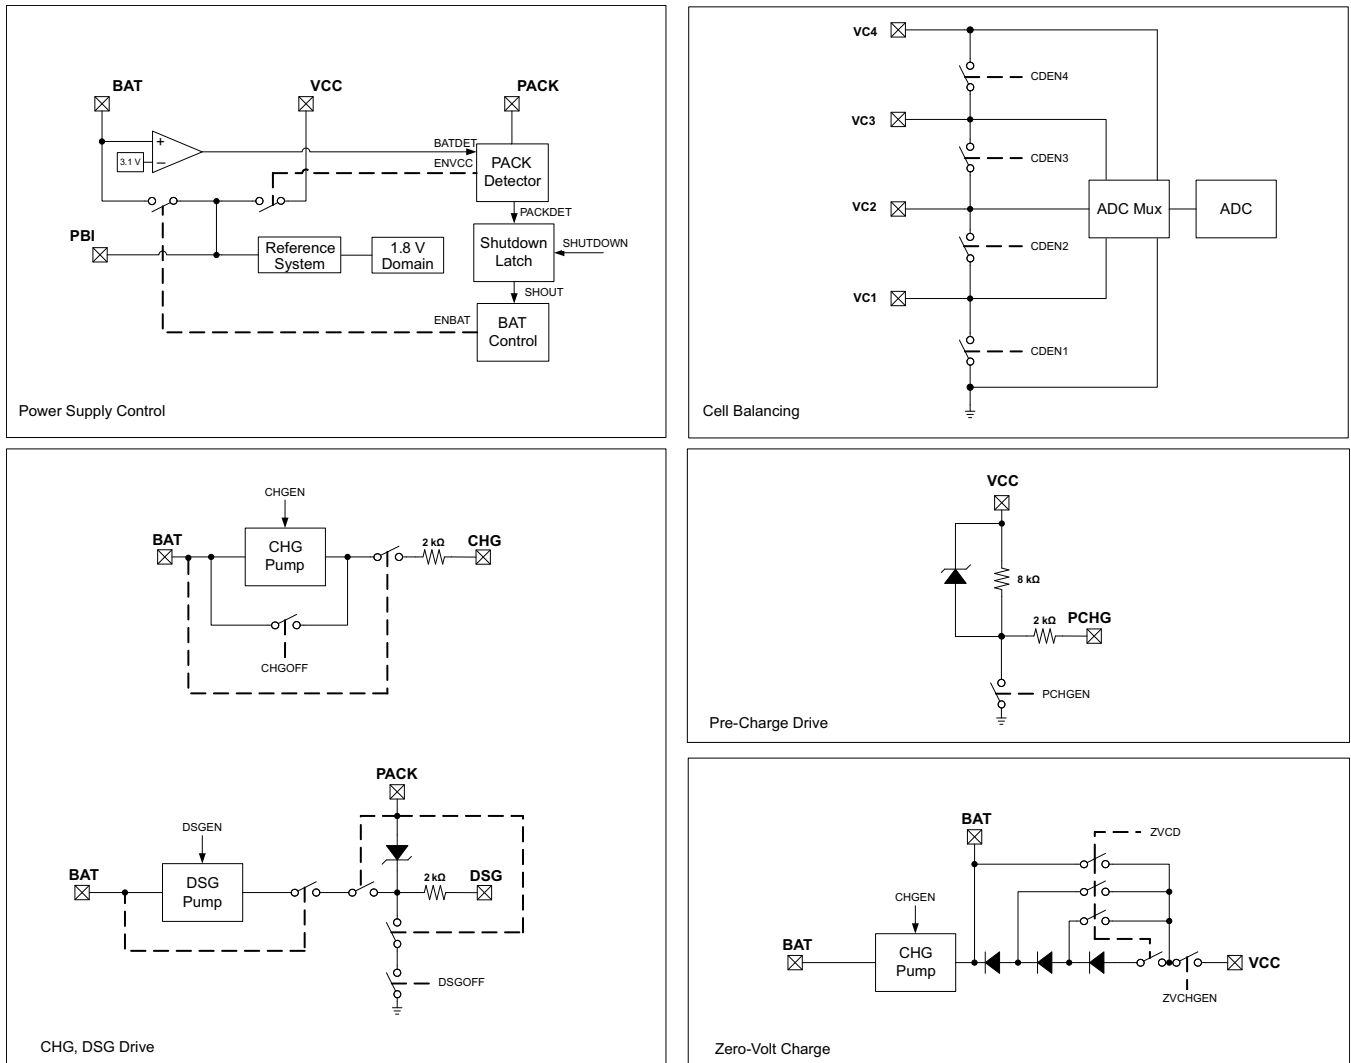 BAT
VCC
PACK
+
3.1 V
–
BATDET
ENVCC
PACK
Detector
PACKDET
PBI
Reference
System
1.8 V
Domain
Shutdown
Latch
SHUTDOWN
SHOUT
ENBAT
BAT
Control
Power Supply Control
VC4
CDEN4
VC3
CDEN3
VC2
ADC Mux
ADC
CDEN2
VC1
CDEN1
Cell Balancing
CHGEN
BAT
CHG
Pump
2 kΩ
CHG
CHGOFF
PACK
DSGEN
BAT
DSG
Pump
2 kΩ
DSG
DSGOFF
CHG, DSG Drive
VCC
8 kΩ
2 kΩ
PCHG
PCHGEN
Pre-Charge Drive
BAT
ZVCD
CHGEN
BAT
CHG
Pump
VCC
ZVCHGEN
Zero-Volt Charge